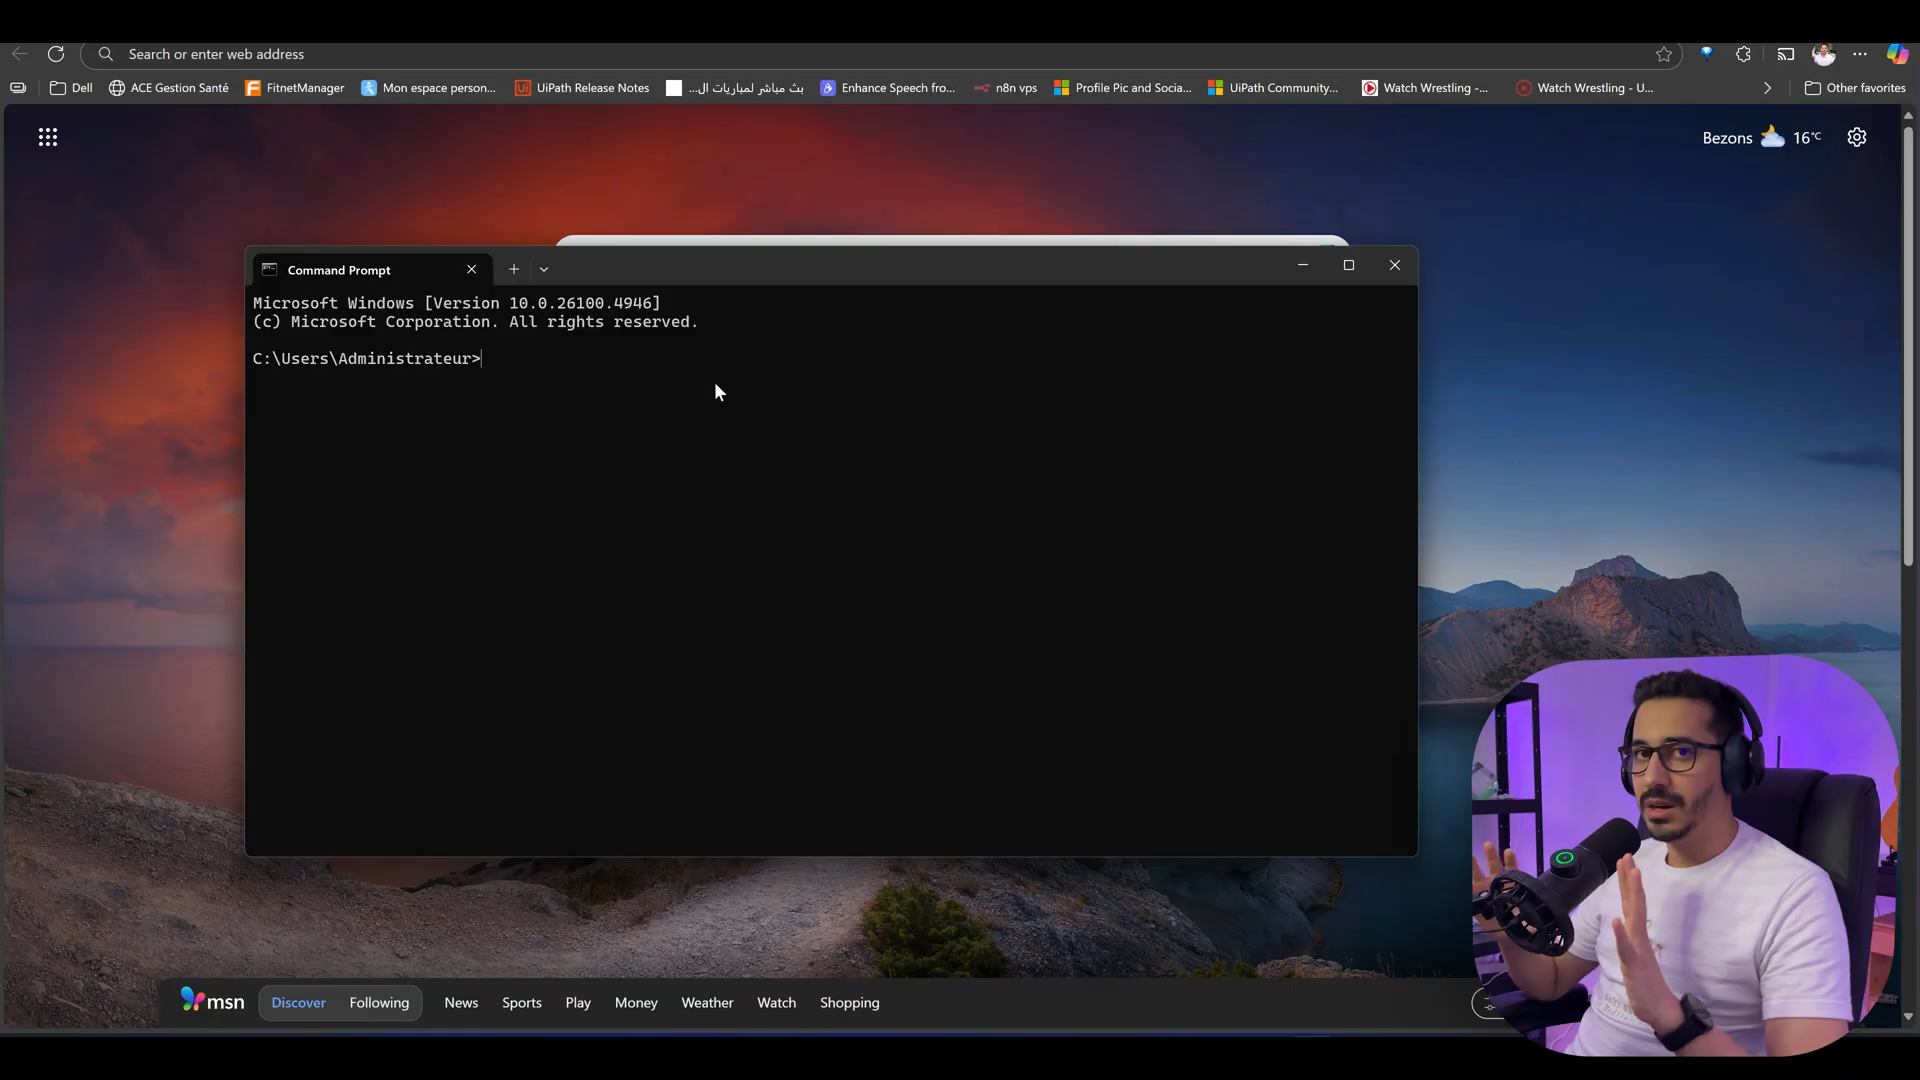 Search or enter web address
Dell
ACE Gestion Santé
FitnetManager
Mon espace person...
UiPath Release Notes
بث مباشر لمباريات ال...
Enhance Speech fro...
n8n vps
Profile Pic and Socia...
UiPath Community...
Watch Wrestling -...
Watch Wrestling - U...
Other favorites
Bezons
16°C
Command Prompt
Microsoft Windows [Version 10.0.26100.4946]
(c) Microsoft Corporation. All rights reserved.
C:\Users\Administrateur>
msn
Discover
Following
News
Sports
Play
Money
Weather
Watch
Shopping